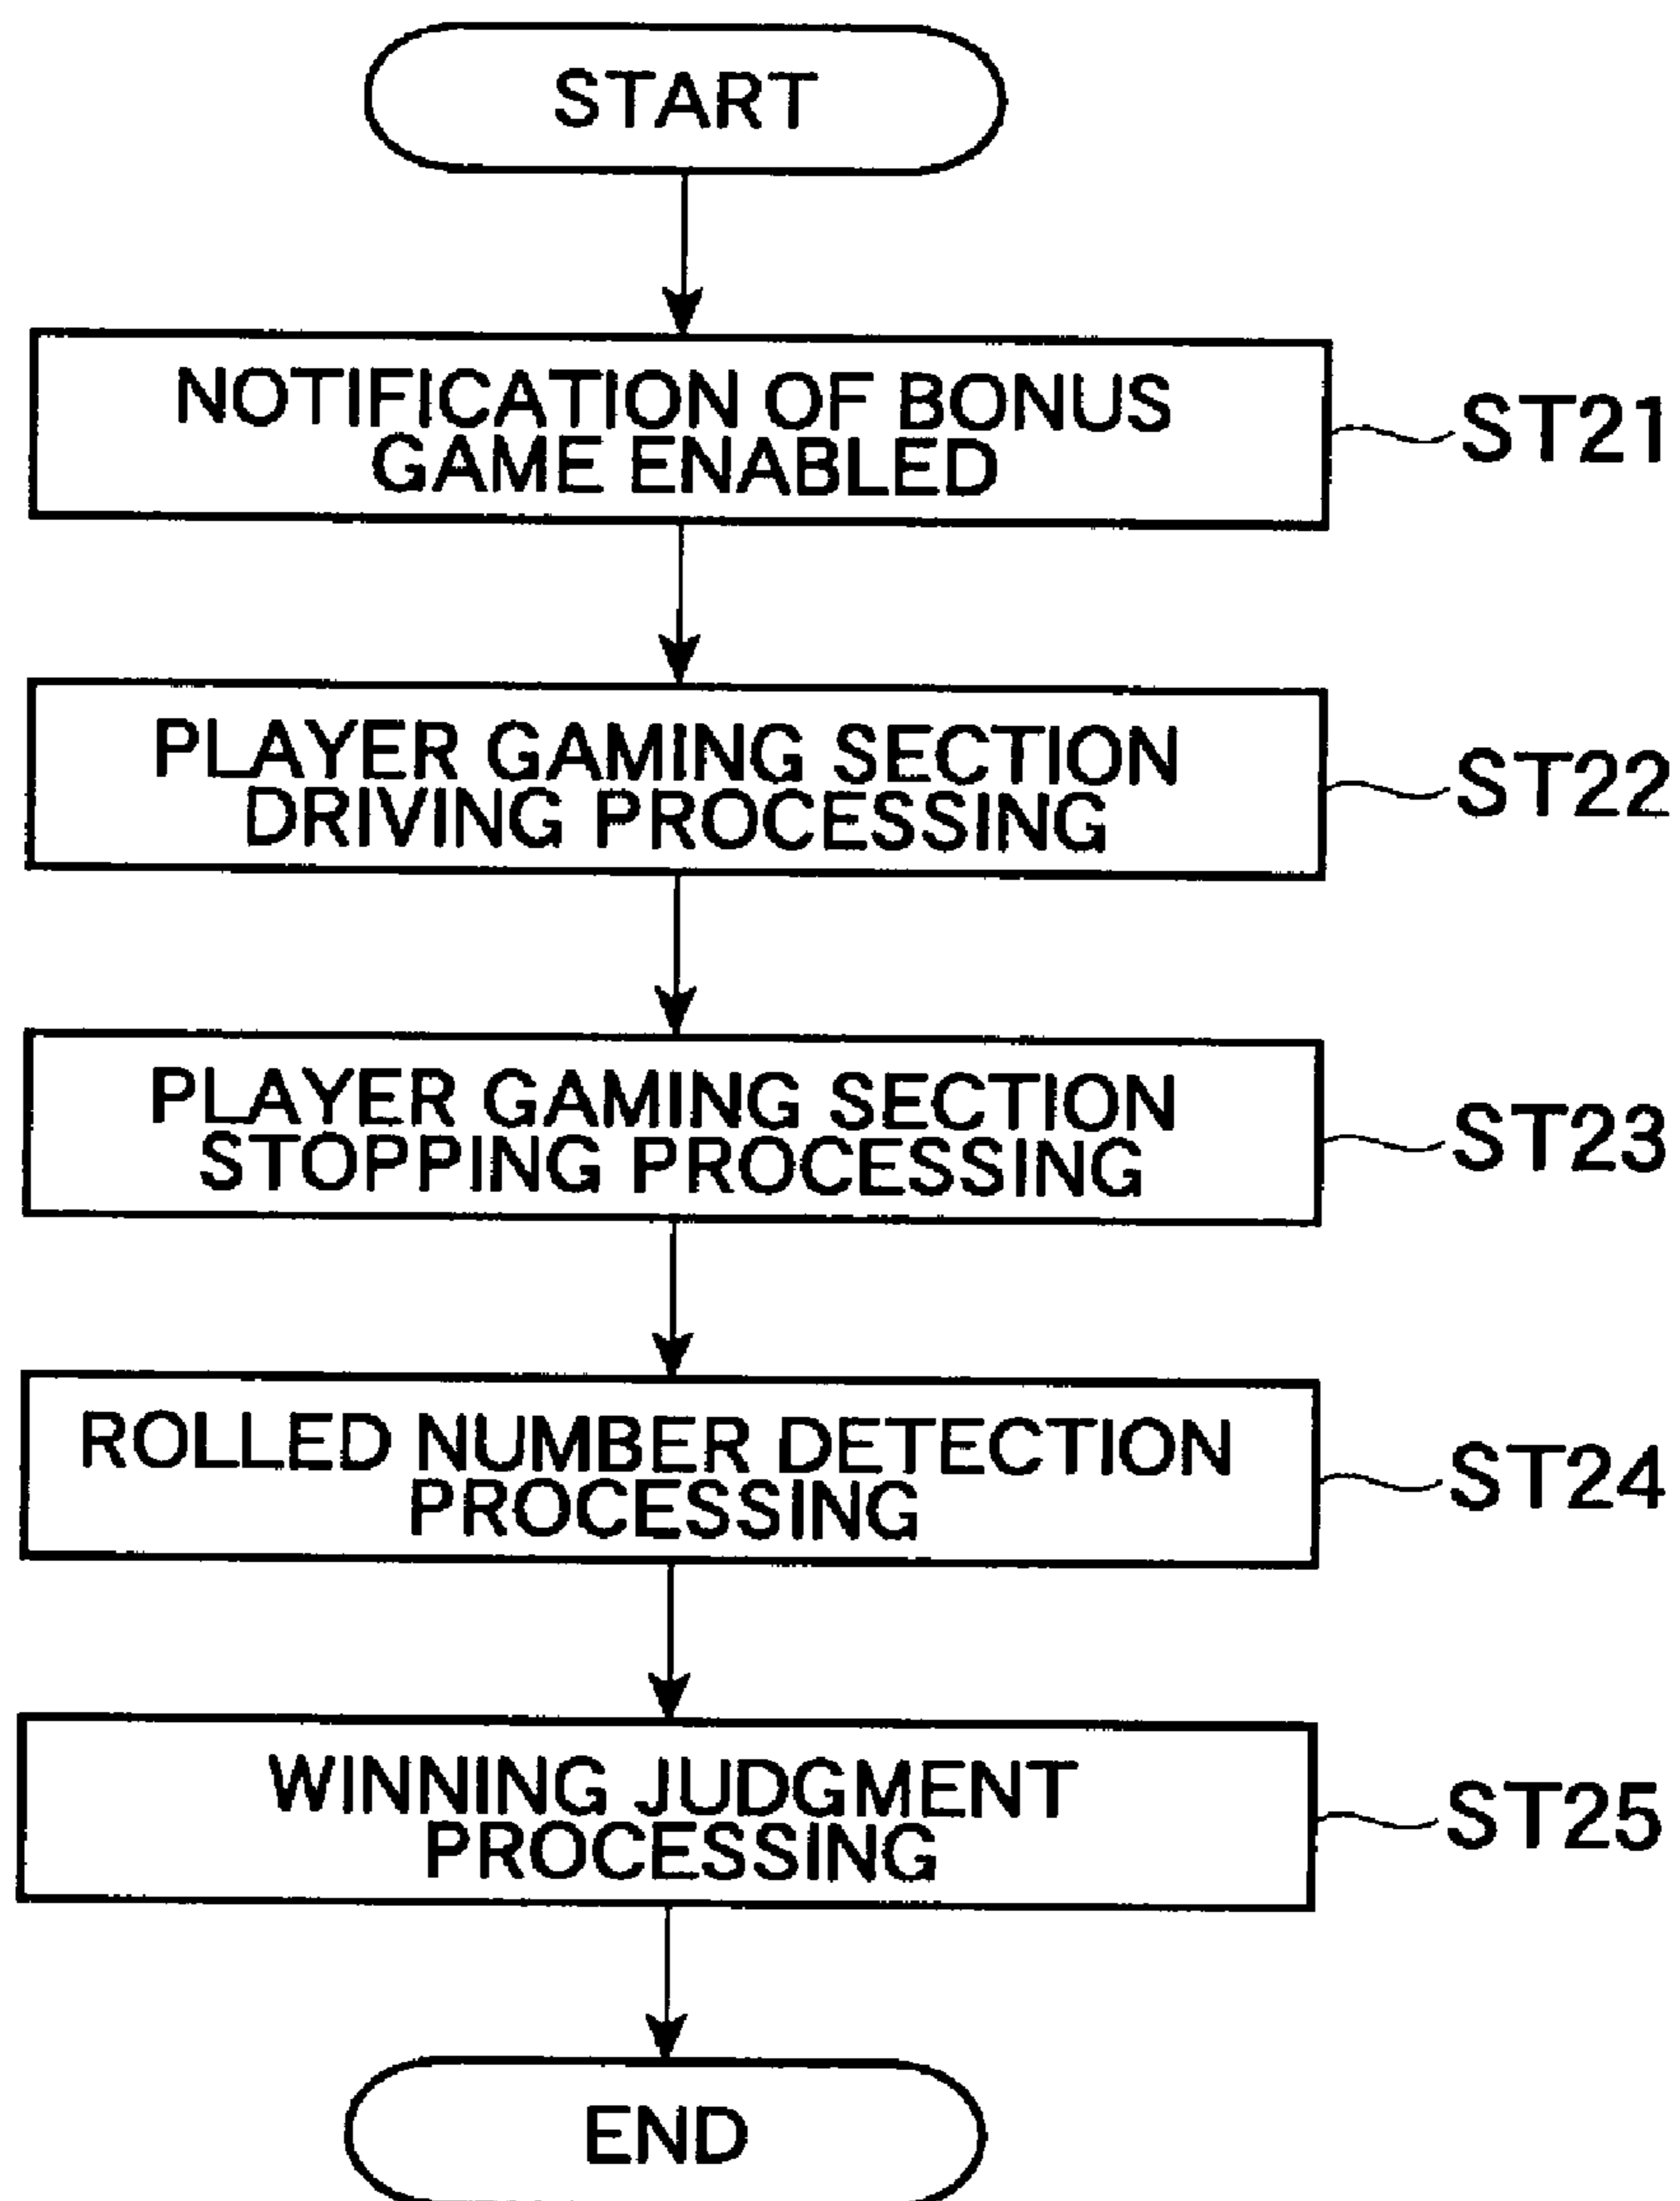 START
NOTIFICATION OF BONUS
GAME ENABLED
ST21
PLAYER GAMING SECTION
DRIVING PROCESSING
ST22
PLAYER GAMING SECTION
STOPPING PROCESSING
ST23
ROLLED NUMBER DETECTION
PROCESSING
ST24
WINNING JUDGMENT
PROCESSING
ST25
END